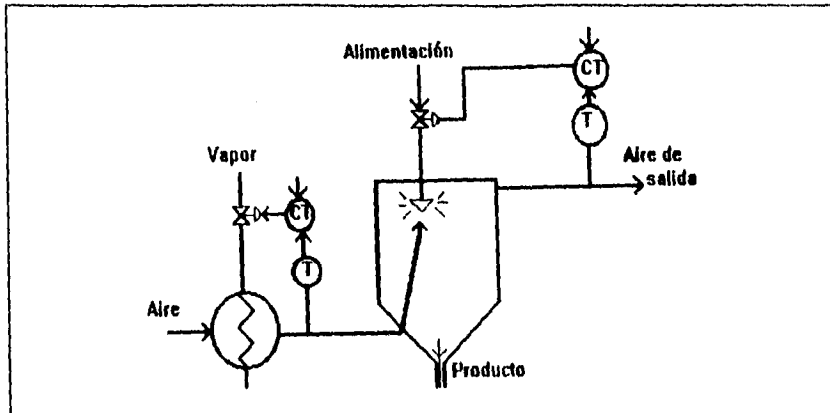 Alimentación
CT
T
Aire de
salida
Vapor
CT
T
Aire
Producto